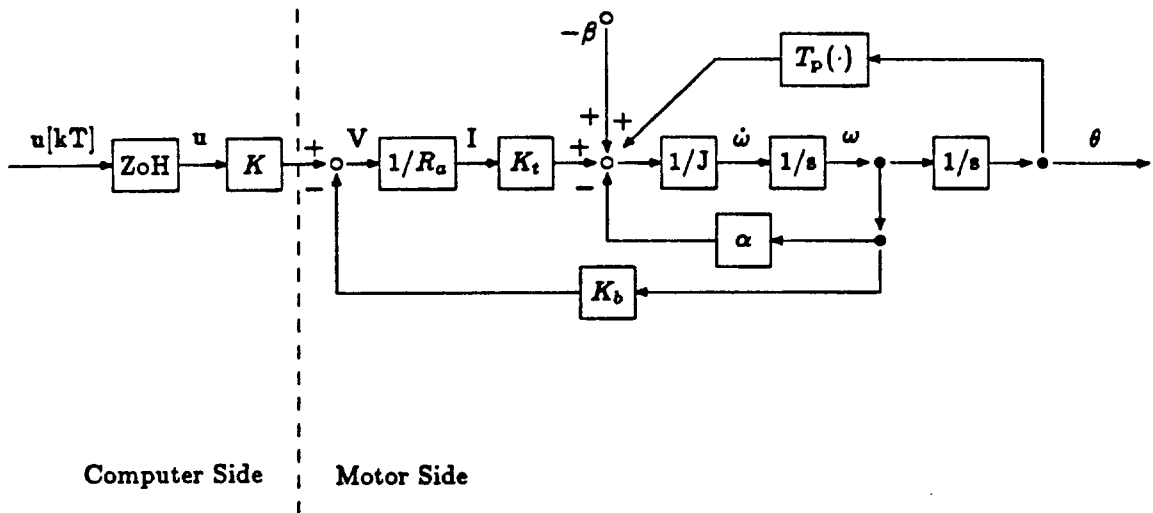 −β
T_p(·)
u[kT]
ZoH
u
K
+
−
V
1/R_a
I
K_t
+
−
+
+
1/J
ω̇
1/s
ω
1/s
θ
α
K_b
Computer Side
Motor Side